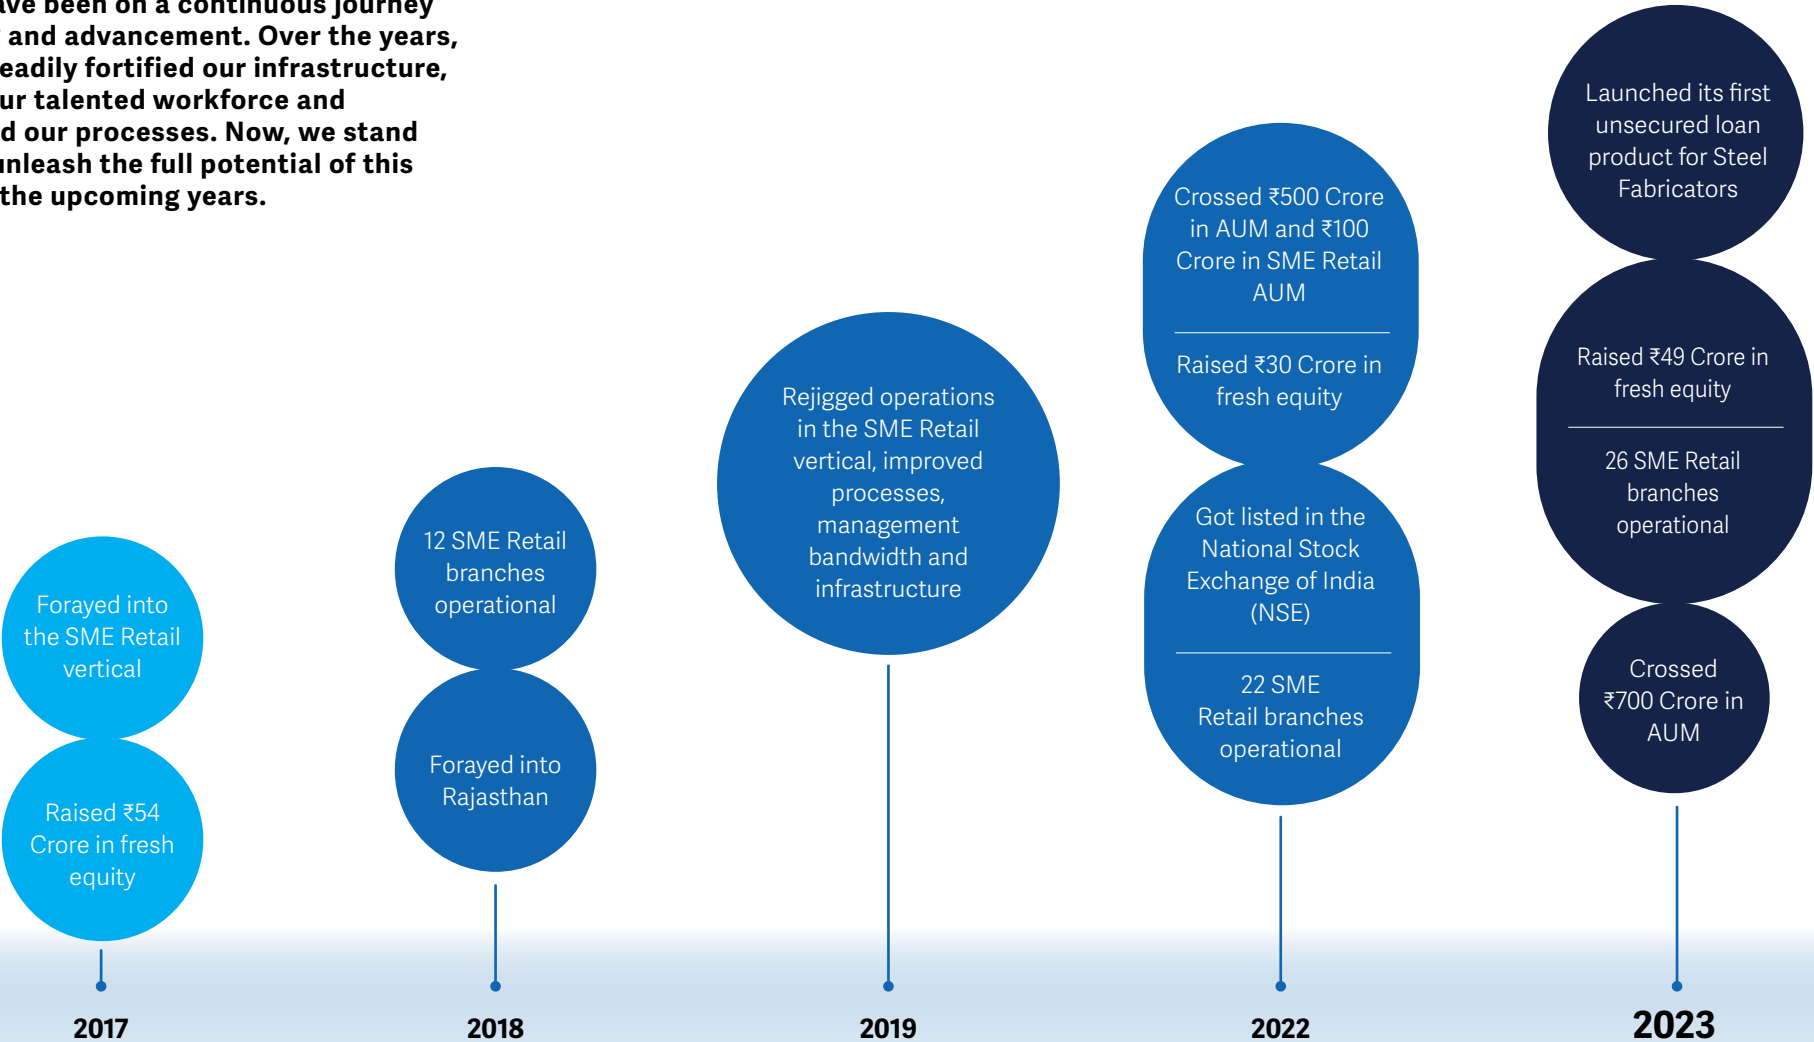 ave been on a continuous journey
and advancement. Over the years,
eadily fortified our infrastructure,
ur talented workforce and
d our processes. Now, we stand
unleash the full potential of this
the upcoming years.
Forayed into
the SME Retail
vertical
Raised ₹54
Crore in fresh
equity
2017
12 SME Retail
branches
operational
Forayed into
Rajasthan
2018
Rejigged operations
in the SME Retail
vertical, improved
processes,
management
bandwidth and
infrastructure
2019
Crossed ₹500 Crore
in AUM and ₹100
Crore in SME Retail
AUM
Raised ₹30 Crore in
fresh equity
Got listed in the
National Stock
Exchange of India
(NSE)
22 SME
Retail branches
operational
2022
Launched its first
unsecured loan
product for Steel
Fabricators
Raised ₹49 Crore in
fresh equity
26 SME Retail
branches
operational
Crossed
₹700 Crore in
AUM
2023